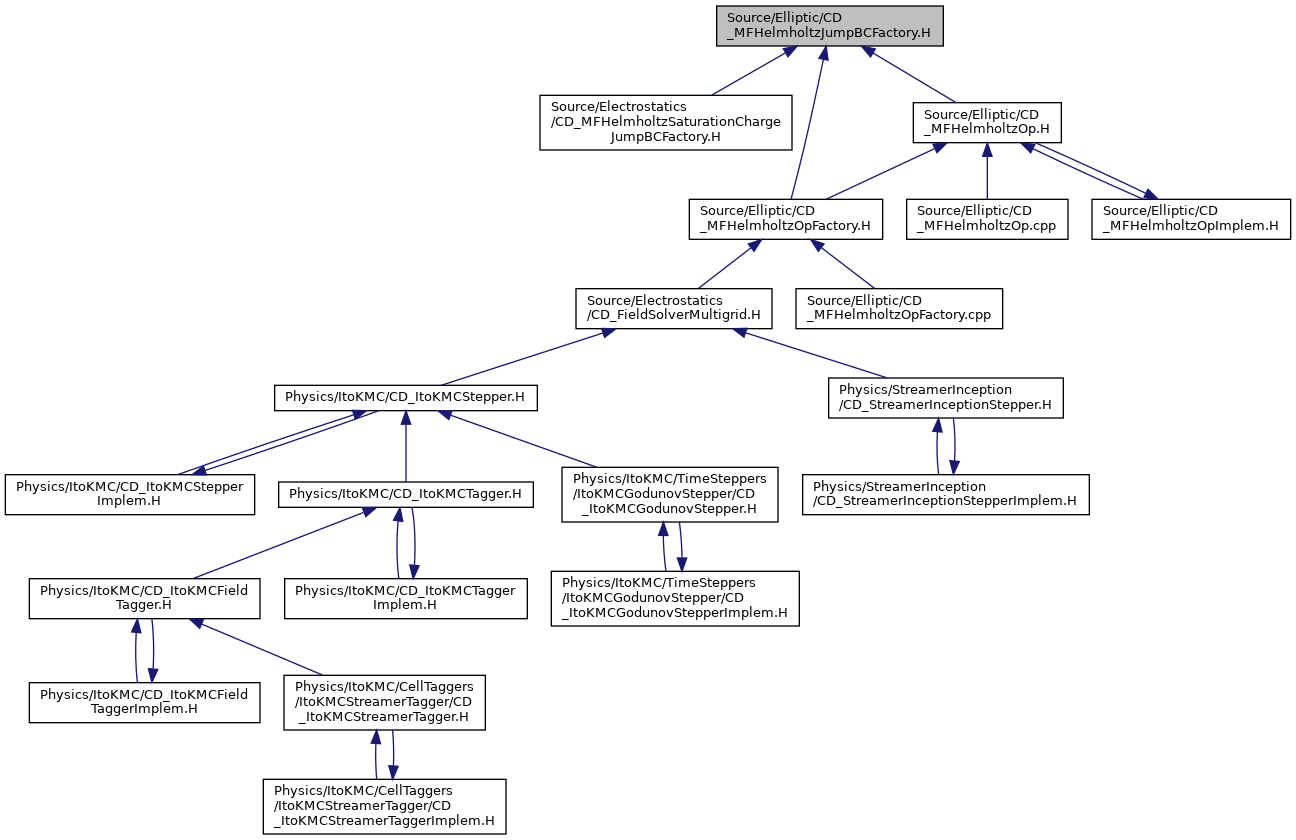 Source/Elliptic/CD
_MFHelmholtzJumpBCFactory.H
Source/Electrostatics
/CD_MFHelmholtzSaturationCharge
JumpBCFactory.H
Source/Elliptic/CD
_MFHelmholtzOp.H
Source/Elliptic/CD
_MFHelmholtzOpFactory.H
Source/Elliptic/CD
_MFHelmholtzOp.cpp
Source/Elliptic/CD
_MFHelmholtzOpImplem.H
Source/Electrostatics
/CD_FieldSolverMultigrid.H
Source/Elliptic/CD
_MFHelmholtzOpFactory.cpp
Physics/ItoKMC/CD_ItoKMCStepper.H
Physics/StreamerInception
/CD_StreamerInceptionStepper.H
Physics/ItoKMC/CD_ItoKMCStepper
Implem.H
Physics/ItoKMC/CD_ItoKMCTagger.H
Physics/ItoKMC/TimeSteppers
/ItoKMCGodunovStepper/CD
_ItoKMCGodunovStepper.H
Physics/StreamerInception
/CD_StreamerInceptionStepperImplem.H
Physics/ItoKMC/CD_ItoKMCField
Tagger.H
Physics/ItoKMC/CD_ItoKMCTagger
Implem.H
Physics/ItoKMC/TimeSteppers
/ItoKMCGodunovStepper/CD
_ItoKMCGodunovStepperImplem.H
Physics/ItoKMC/CD_ItoKMCField
TaggerImplem.H
Physics/ItoKMC/CellTaggers
/ItoKMCStreamerTagger/CD
_ItoKMCStreamerTagger.H
Physics/ItoKMC/CellTaggers
/ItoKMCStreamerTagger/CD
_ItoKMCStreamerTaggerImplem.H